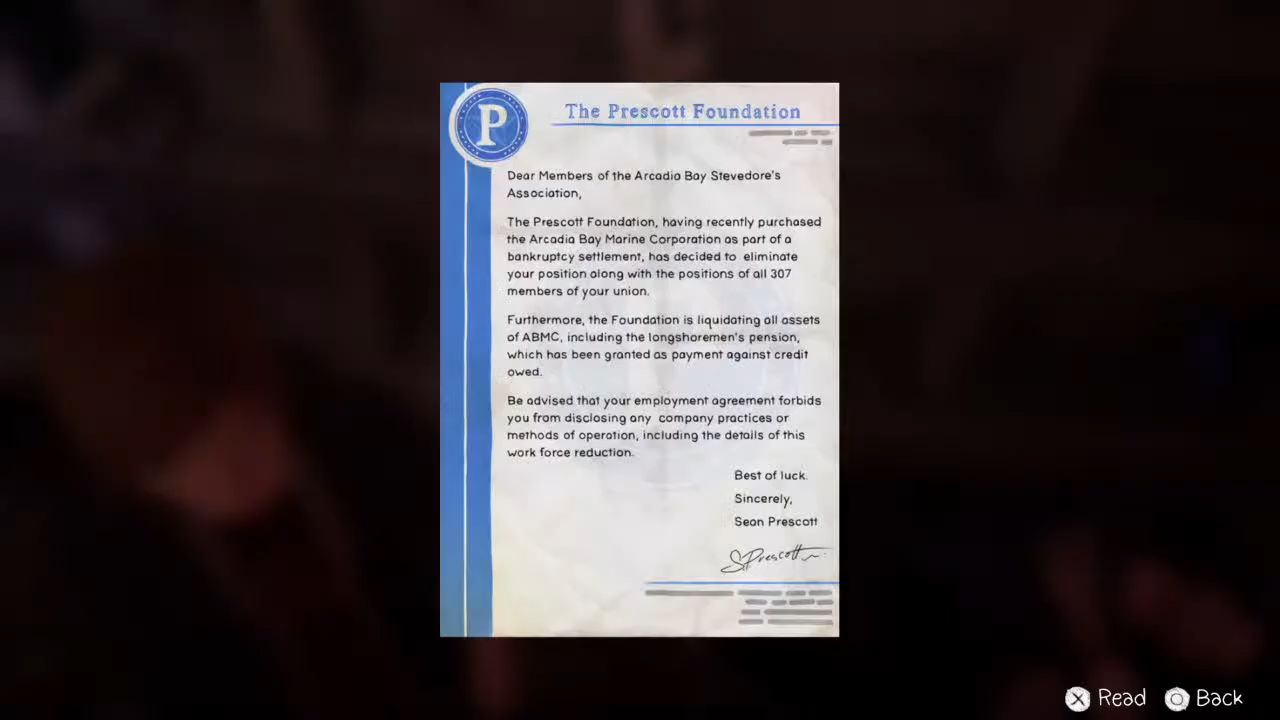 P
The Prescott Foundation
Dear Members of the Arcadia Bay Stevedore's
Association,
The Prescott Foundation, having recently purchased
the Arcadia Bay Marine Corporation as part of a
bankruptcy settlement, has decided to eliminate
your position along with the positions of all 307
members of your union.
Furthermore, the Foundation is liquidating all assets
of ABMC, including the longshoremen's pension,
which has been granted as payment against credit
owed.
Be advised that your employment agreement forbids
you from disclosing any company practices or
methods of operation, including the details of this
work force reduction.
Best of luck.
Sincerely,
Sean Prescott
S. Prescott
Read
Back